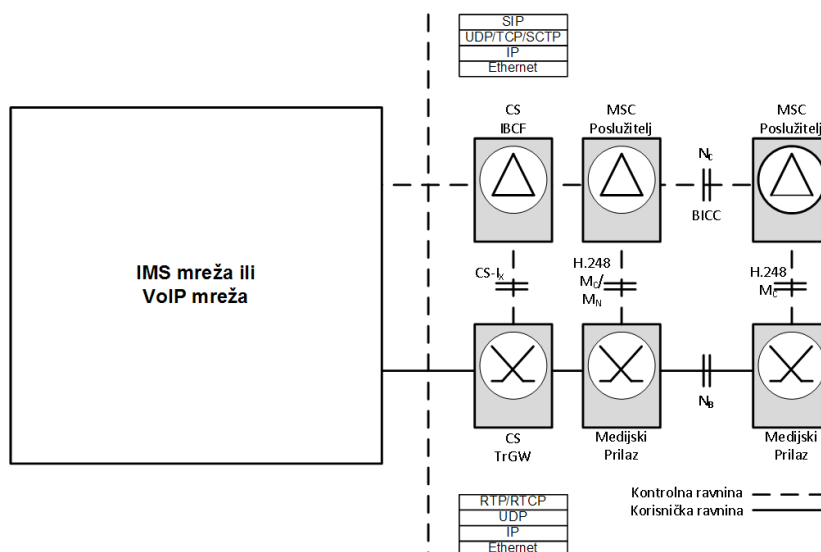 SIP
UDP/TCP/SCTP
IP
Ethernet
CS
IBCF
MSC
Poslužitelj
MSC
Poslužitelj
NC
BICC
IMS mreža ili
VoIP mreža
CS-IX
H.248
MC/
MN
H.248
MC
NB
CS
TrGW
Medijski
Prilaz
Medijski
Prilaz
Kontrolna ravnina
Korisnička ravnina
RTP/RTCP
UDP
IP
Ethernet